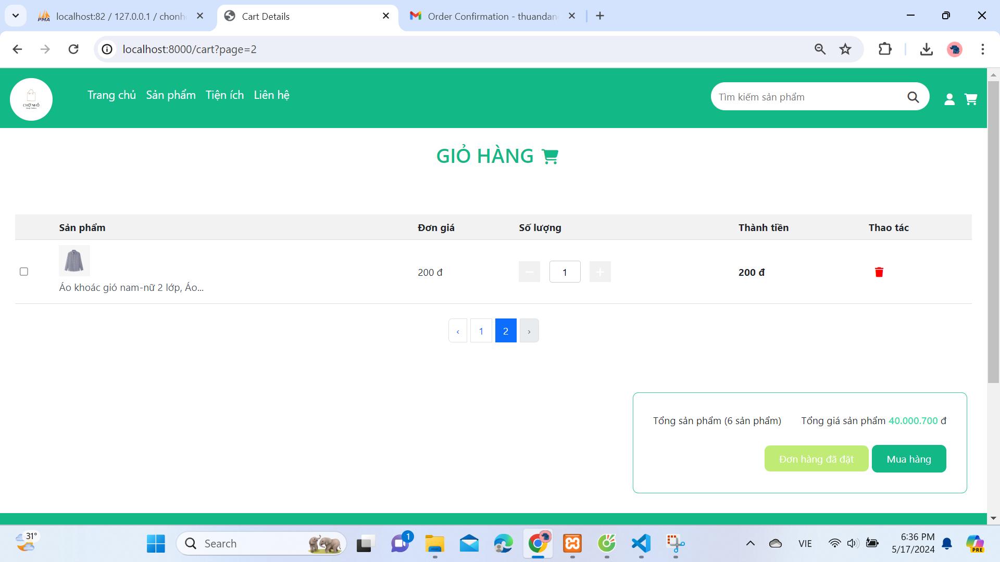 localhost:82 / 127.0.0.1 / chonh
Cart Details
Order Confirmation - thuandan
localhost:8000/cart?page=2
CHỢ NHỎ
Trang chủ Sản phẩm Tiện ích Liên hệ
Tìm kiếm sản phẩm
GIỎ HÀNG
Sản phẩm Đơn giá Số lượng Thành tiền Thao tác
200 đ 1 200 đ
Áo khoác gió nam-nữ 2 lớp, Áo...
‹ 1 2 ›
Tổng sản phẩm (6 sản phẩm) Tổng giá sản phẩm 40.000.700 đ
Đơn hàng đã đặt Mua hàng
31°
Search
1
VIE
6:36 PM
5/17/2024
PRE